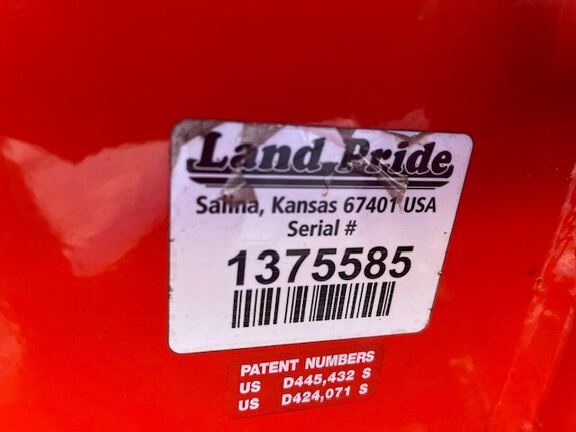 Land Pride
Salina, Kansas 67401 USA
Serial #
1375585
PATENT NUMBERS
US D445,432 S
US D424,071 S